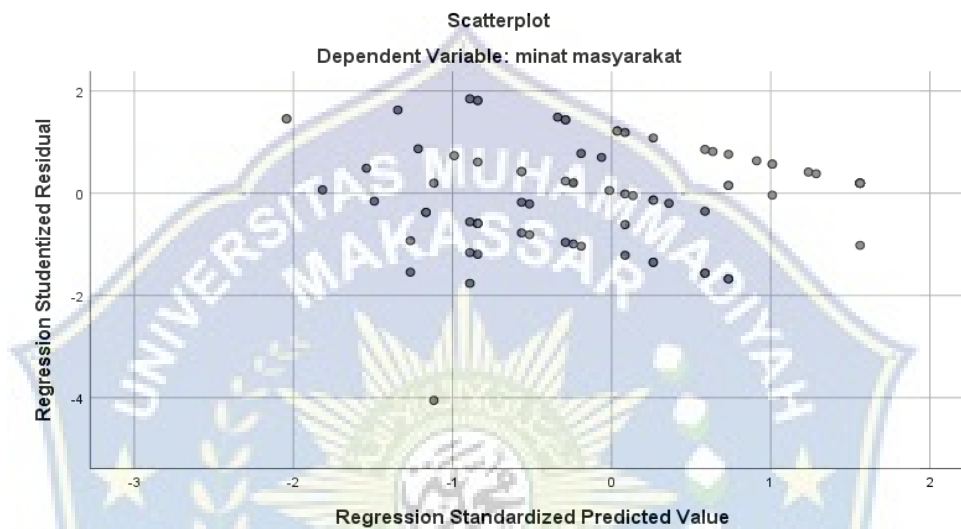 Scatterplot
Dependent Variable: minat masyarakat
Regression Studentized Residual
2
0
-2
-4
-3
-2
-1
0
1
2
Regression Standardized Predicted Value
UNIVERSITAS MUHAMMADIYAH
MAKASSAR